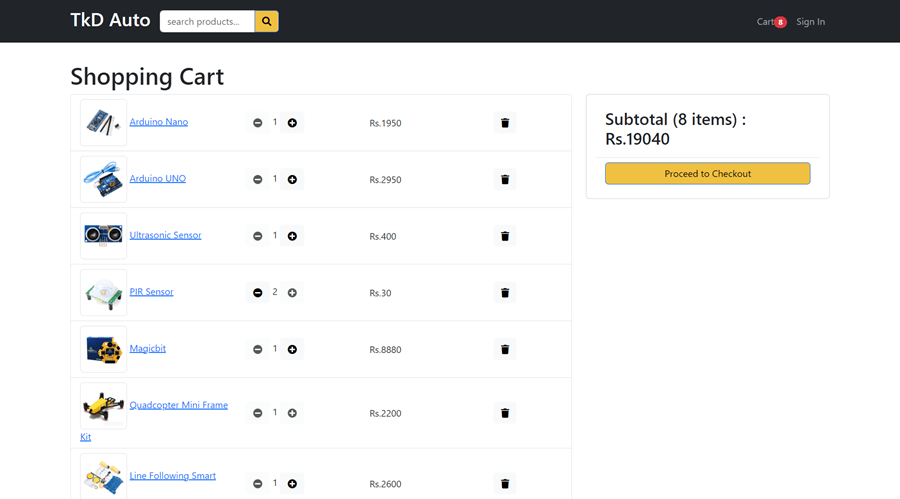 TkD Auto search products... Cart 8 Sign In
Shopping Cart
Arduino Nano 1 Rs.1950
Subtotal (8 items) :
Rs.19040
Proceed to Checkout
Arduino UNO 1 Rs.2950
Ultrasonic Sensor 1 Rs.400
PIR Sensor 2 Rs.30
Magicbit 1 Rs.8880
Quadcopter Mini Frame
Kit
1 Rs.2200
Line Following Smart
1 Rs.2600